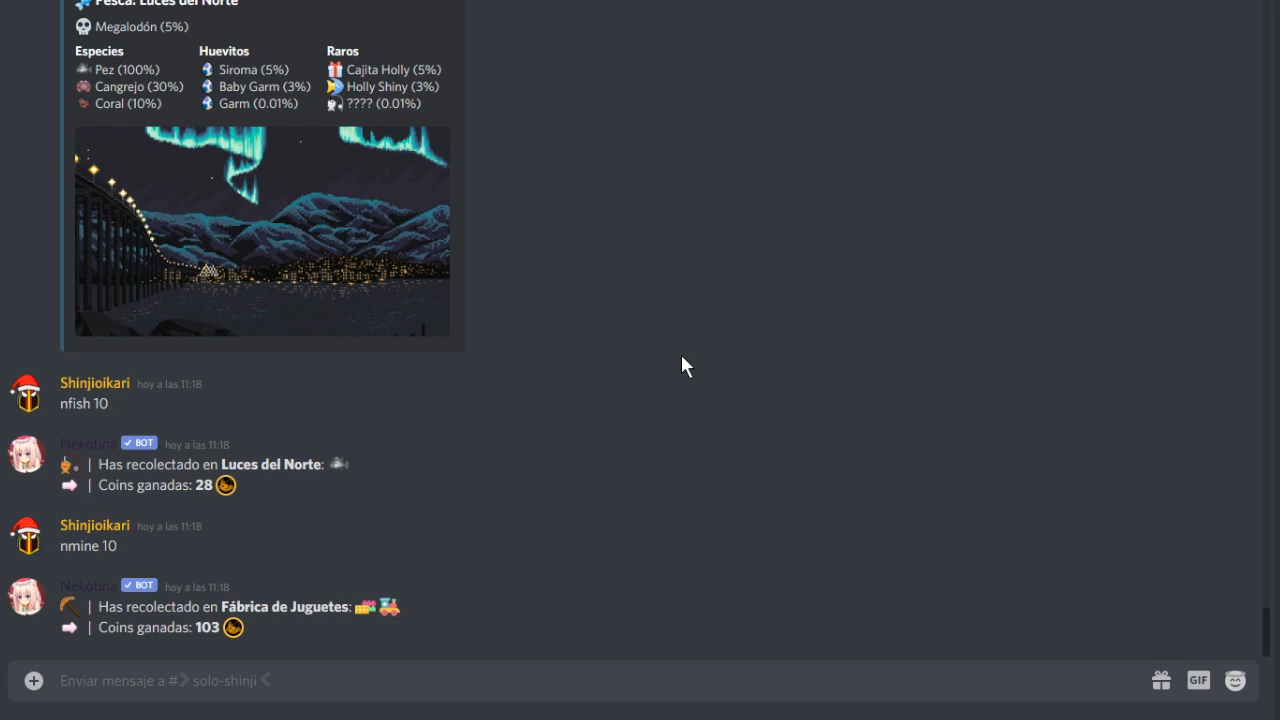 Pesca: Luces del Norte
Megalodón (5%)
Especies Huevitos Raros
Pez (100%) Siroma (5%) Cajita Holly (5%)
Cangrejo (30%) Baby Garm (3%) Holly Shiny (3%)
Coral (10%) Garm (0.01%) ???? (0.01%)
Shinjioikari hoy a las 11:18
nfish 10
Nekotina ✓ BOT hoy a las 11:18
| Has recolectado en Luces del Norte:
| Coins ganadas: 28
Shinjioikari hoy a las 11:18
nmine 10
Nekotina ✓ BOT hoy a las 11:18
| Has recolectado en Fábrica de Juguetes:
| Coins ganadas: 103
Enviar mensaje a #》solo-shinji《
GIF